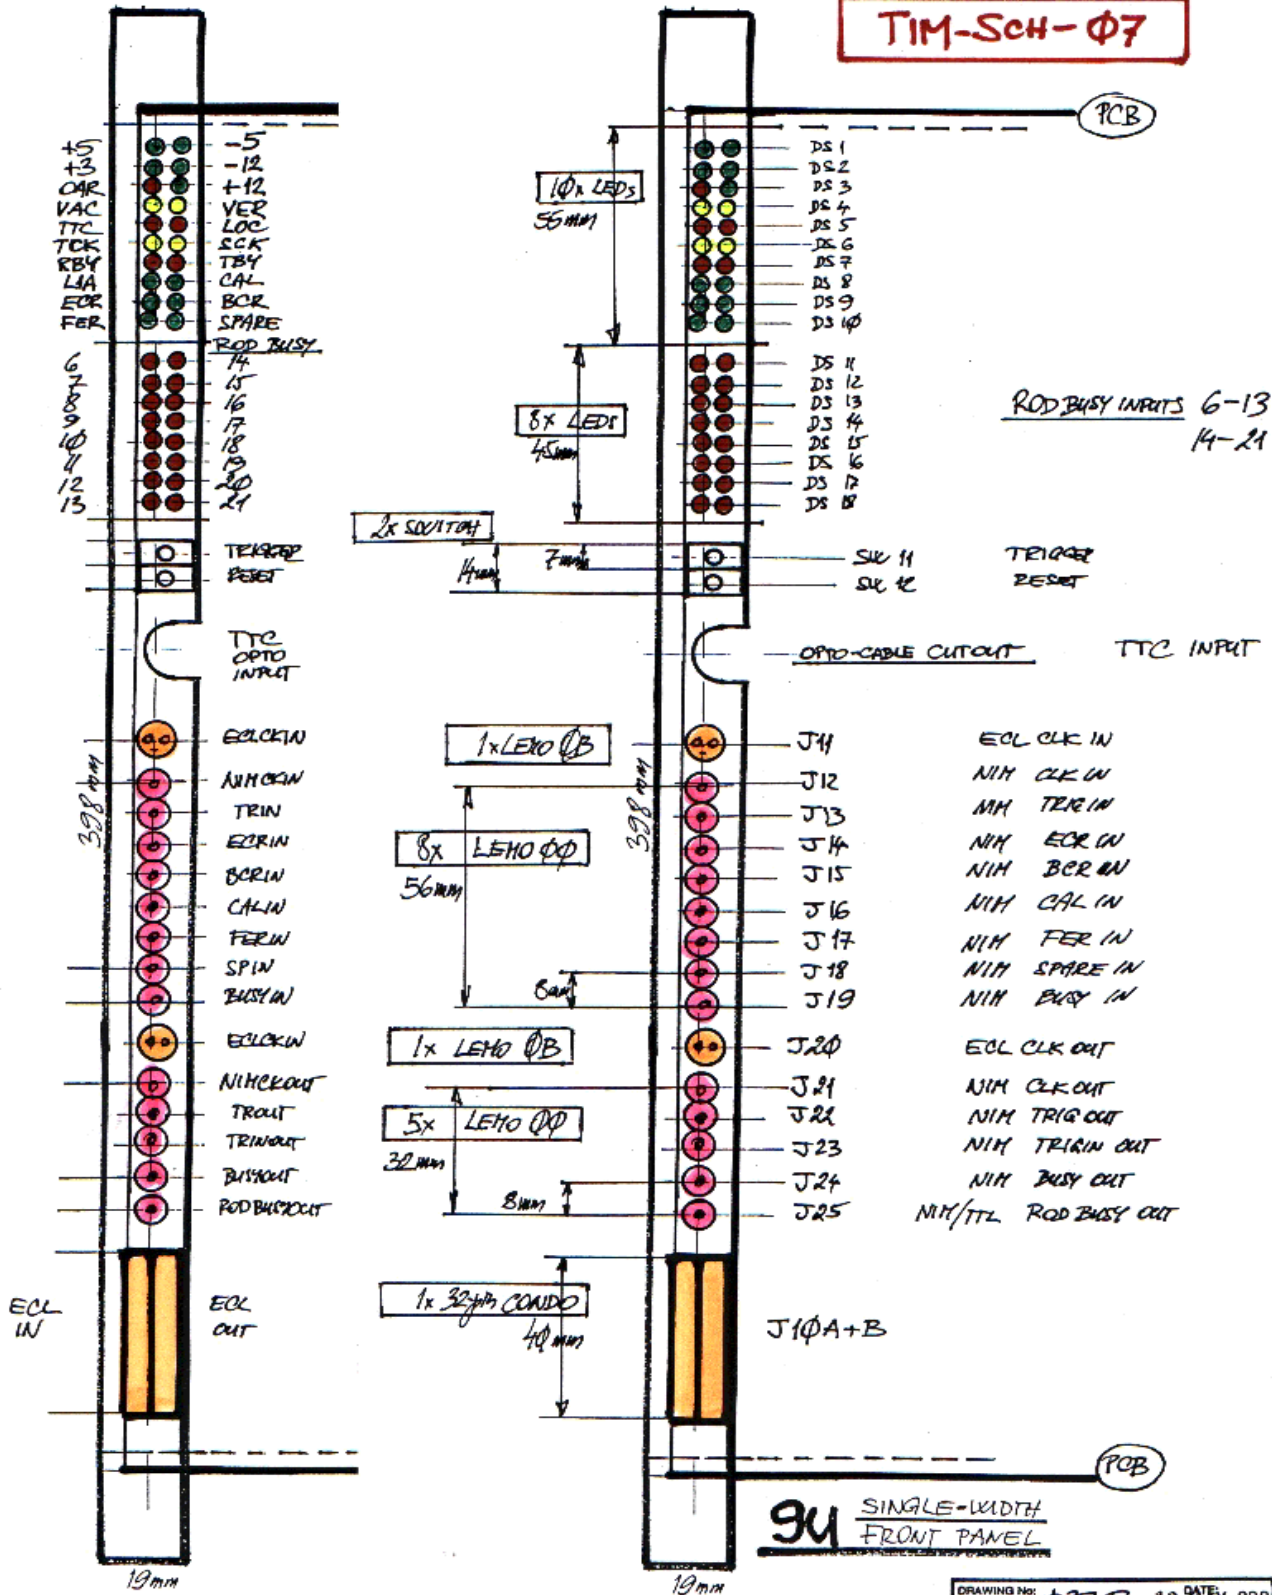 TIM-SCH-Φ7
PCB
+5 -5 DS 1
+3 -12 DS 2
OAR +12 DS 3
VAC VER DS 4
TTC LOC DS 5
TCK SCK DS 6
RBY TBY DS 7
L1A CAL DS 8
ECR BCR DS 9
FER SPARE DS 1Φ
1Φx LEDs
55mm
ROD BUSY
6 14 DS 11
7 15 DS 12
8 16 DS 13
9 17 DS 14
1Φ 18 DS 15
11 19 DS 16
12 2Φ DS 17
13 21 DS 18
8x LEDs
45mm
ROD BUSY INPUTS 6-13
14-21
2x SWITCH
14mm 7mm
TRIGGER SW 11 TRIGGER
RESET SW 12 RESET
TTC
OPTO
INPUT
OPTO-CABLE CUTOUT TTC INPUT
398mm 398mm
ECLCKIN 1x LEMO ΦB J11 ECL CLK IN
NIMCKIN J12 NIM CLK IN
TRIN J13 NIM TRIG IN
ECRIN 8x LEMO ΦΦ J14 NIM ECR IN
BCRIN 56mm J15 NIM BCR IN
CALIN J16 NIM CAL IN
FERIN J17 NIM FER IN
SPIN J18 NIM SPARE IN
BUSYIN 8mm J19 NIM BUSY IN
ECLCKIN 1x LEMO ΦB J2Φ ECL CLK OUT
NIMCKOUT J21 NIM CLK OUT
TROUT 5x LEMO ΦΦ J22 NIM TRIG OUT
TRINOUT 32mm J23 NIM TRIGIN OUT
BUSYOUT J24 NIM BUSY OUT
RODBUSYOUT 8mm J25 NIM/TTL ROD BUSY OUT
ECL
IN
ECL
OUT
1x 32pin CONDO
4Φmm
J1ΦA+B
PCB
9U SINGLE-WIDTH
FRONT PANEL
19mm 19mm
DRAWING No: DATE: